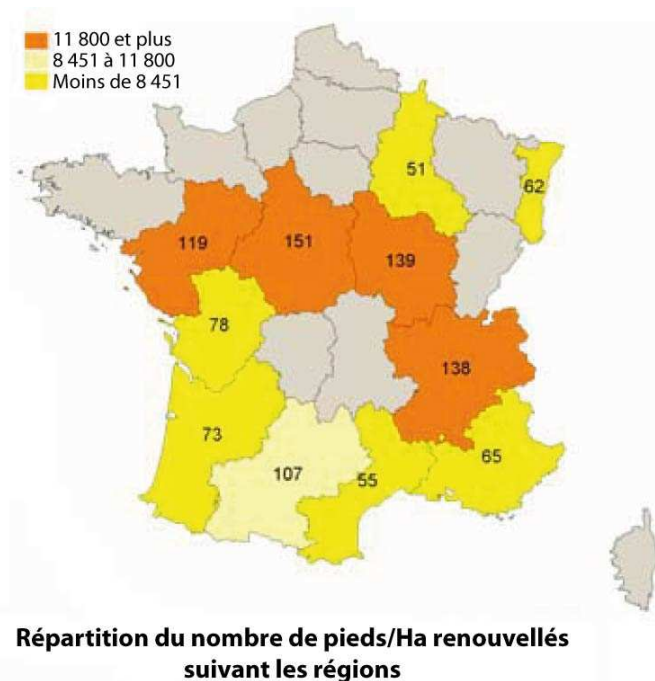 11 800 et plus
8 451 à 11 800
Moins de 8 451
51
62
119
151
139
78
138
73
107
55
65
Répartition du nombre de pieds/Ha renouvellés
suivant les régions